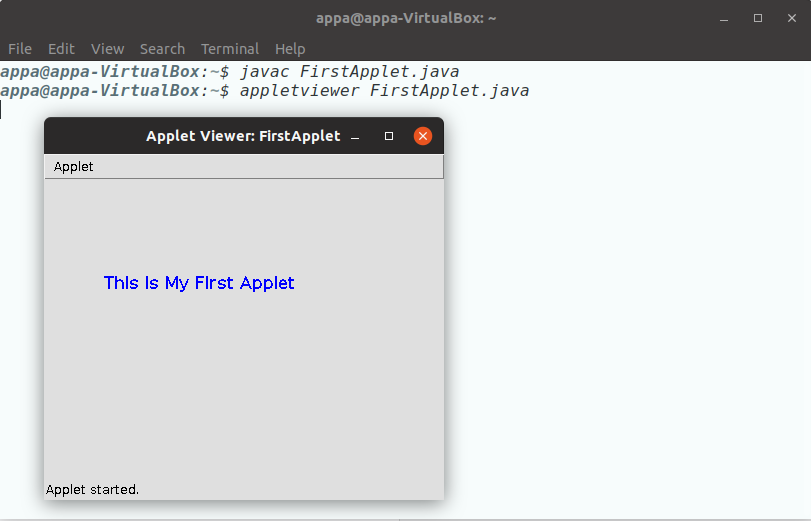 appa@appa-VirtualBox: ~
File Edit View Search Terminal Help
appa@appa-VirtualBox:~$ javac FirstApplet.java
appa@appa-VirtualBox:~$ appletviewer FirstApplet.java
Applet Viewer: FirstApplet
Applet
This is My First Applet
Applet started.